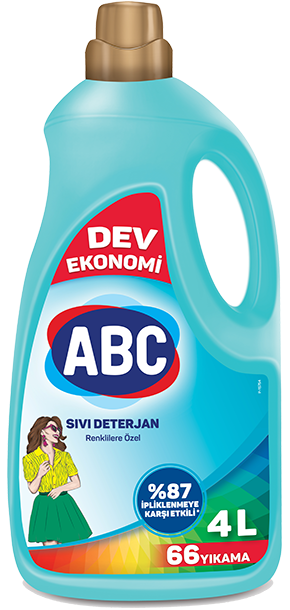 DEV
EKONOMİ
ABC
SIVI DETERJAN
Renklilere Özel
%87
İPLİKLENMEYE
KARŞI ETKİLİ*
4 L
66 YIKAMA